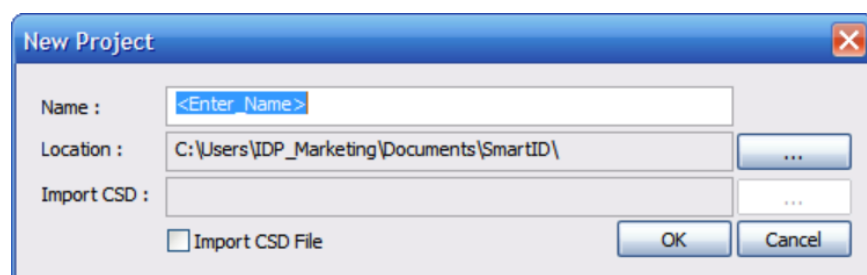 New Project
Name :
<Enter_Name>
Location :
C:\Users\IDP_Marketing\Documents\SmartID\
...
Import CSD :
...
Import CSD File
OK
Cancel